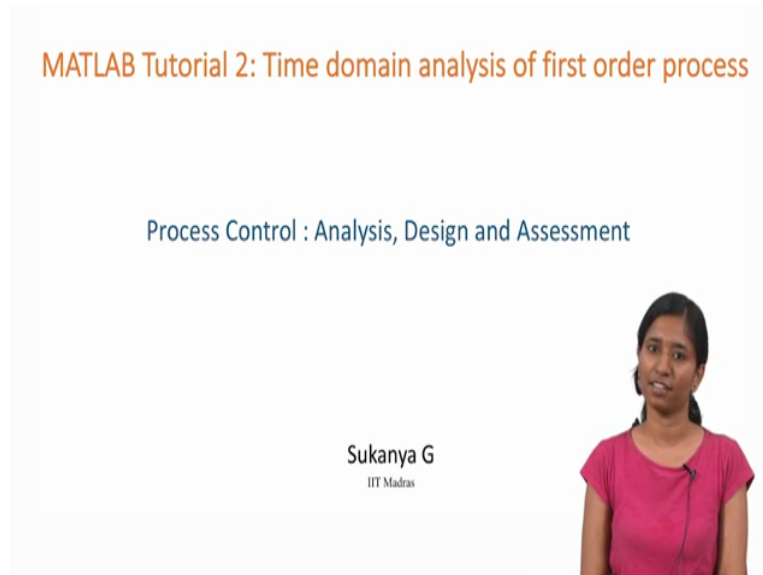 MATLAB Tutorial 2: Time domain analysis of first order process
Process Control : Analysis, Design and Assessment
Sukanya G
IIT Madras